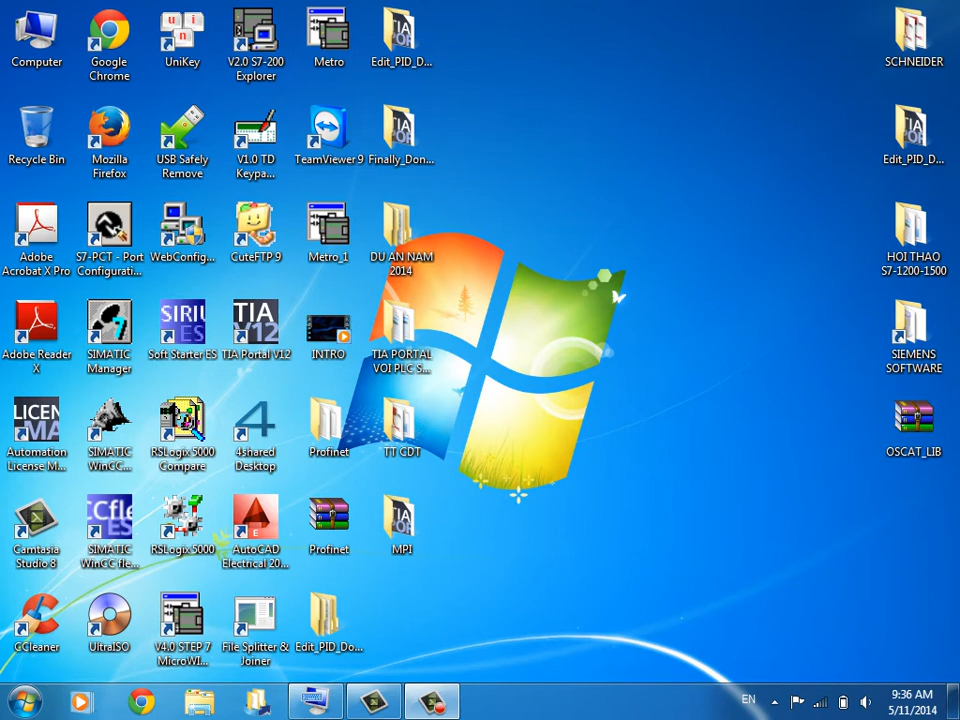 Computer
Google
Chrome
UniKey
V2.0 S7-200
Explorer
Metro
Edit_PID_D...
SCHNEIDER
Recycle Bin
Mozilla
Firefox
USB Safely
Remove
V1.0 TD
Keypa...
TeamViewer 9
Finally_Don...
Edit_PID_D...
Adobe
Acrobat X Pro
S7-PCT - Port
Configurati...
WebConfig...
CuteFTP 9
Metro_1
DU AN NAM
2014
HOI THAO
S7-1200-1500
Adobe Reader
X
SIMATIC
Manager
Soft Starter ES
TIA Portal V12
INTRO
TIA PORTAL
VOI PLC S...
SIEMENS
SOFTWARE
Automation
License M...
SIMATIC
WinCC...
RSLogix 5000
Compare
4shared
Desktop
Profinet
TT CDT
OSCAT_LIB
Camtasia
Studio 8
SIMATIC
WinCC fle...
RSLogix 5000
AutoCAD
Electrical 20...
Profinet
MPI
CCleaner
UltraISO
V4.0 STEP 7
MicroWI...
File Splitter &
Joiner
Edit_PID_Do...
EN
9:36 AM
5/11/2014